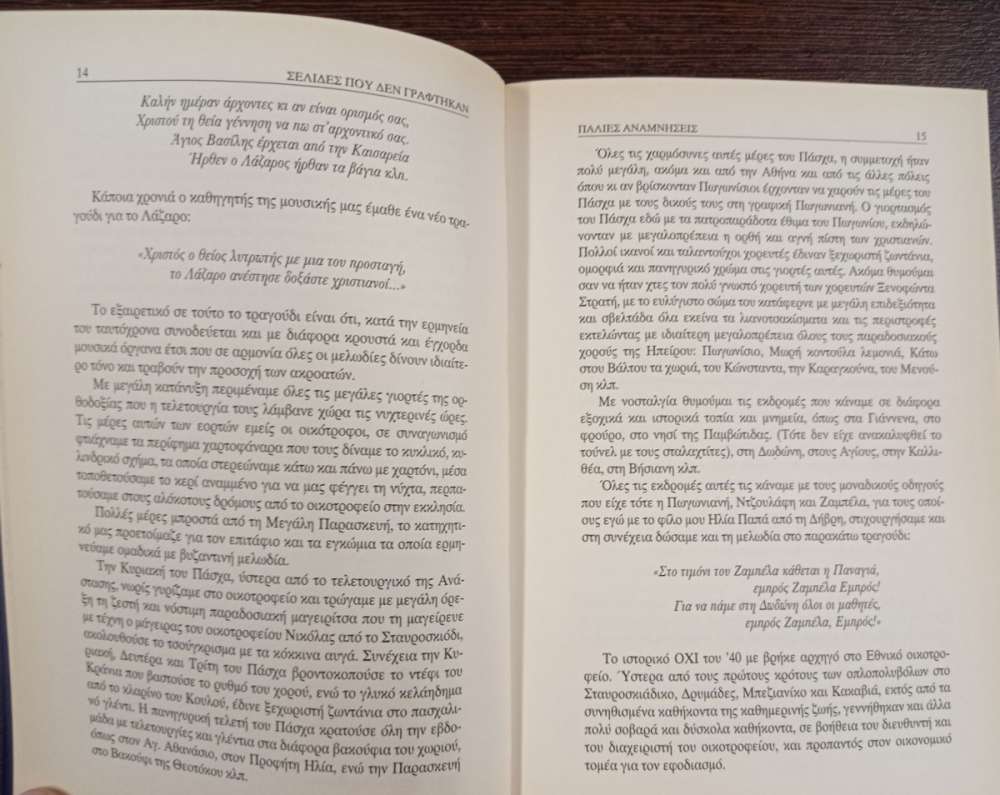 14
ΣΕΛΙΔΕΣ ΠΟΥ ΔΕΝ ΓΡΑΦΤΗΚΑΝ
Καλήν ημέραν άρχοντες κι αν είναι ορισμός σας,
Χριστού τη θεία γέννηση να πω στ'αρχοντικό σας.
Άγιος Βασίλης έρχεται από την Καισαρεία
Ήρθεν ο Λάζαρος ήρθαν τα βάγια κλπ.
Κάποια χρονιά ο καθηγητής της μουσικής μας έμαθε ένα νέο τρα-
γούδι για το Λάζαρο:
«Χριστός ο θείος λυτρωτής με μια του προσταγή,
το Λάζαρο ανέστησε δοξάστε χριστιανοί...»
Το εξαιρετικό σε τούτο το τραγούδι είναι ότι, κατά την ερμηνεία
του ταυτόχρονα συνοδεύεται και με διάφορα κρουστά και έγχορδα
μουσικά όργανα έτσι που σε αρμονία όλες οι μελωδίες δίνουν ιδιαίτε-
ρο τόνο και τραβούν την προσοχή των ακροατών.
Με μεγάλη κατάνυξη περιμέναμε όλες τις μεγάλες γιορτές της ορ-
θοδοξίας που η τελετουργία τους λάμβανε χώρα τις νυχτερινές ώρες.
Τις μέρες αυτών των εορτών εμείς οι οικότροφοι, σε συναγωνισμό
φτιάχναμε τα περίφημα χαρτοφάναρα που τους δίναμε το κυκλικό, κυ-
λινδρικό σχήμα, τα οποία στερεώναμε κάτω και πάνω με χαρτόνι, μέσα
τοποθετούσαμε το κερί αναμμένο για να μας φέγγει τη νύχτα, περπα-
τούσαμε στους αλόκοτους δρόμους από το οικοτροφείο στην εκκλησία.
Πολλές μέρες μπροστά από τη Μεγάλη Παρασκευή, το κατηχητι-
κό μας προετοίμαζε για τον επιτάφιο και τα εγκώμια τα οποία ερμη-
νεύαμε ομαδικά με βυζαντινή μελωδία.
Την Κυριακή του Πάσχα, ύστερα από το τελετουργικό της Ανά-
στασης, νωρίς γυρίζαμε στο οικοτροφείο και τρώγαμε με μεγάλη όρε-
ξη τη ζεστή και νόστιμη παραδοσιακή μαγειρίτσα που τη μαγείρευε
με τέχνη ο μάγειρας του οικοτροφείου Νικόλας από το Σταυροσκιόδι,
ακολουθούσε το τσούγκρισμα με τα κόκκινα αυγά. Συνέχεια την Κυ-
ριακή, Δευτέρα και Τρίτη του Πάσχα βροντοκοπούσε το ντέφι του
Κράνια που βαστούσε το ρυθμό του χορού, ενώ το γλυκό κελάηδημα
από το κλαρίνο του Κουλού, έδινε ξεχωριστή ζωντάνια στο πασχαλι-
νό γλέντι. Η πανηγυρική τελετή του Πάσχα κρατούσε όλη την εβδο-
μάδα με τελετουργίες και γλέντια στα διάφορα βακούφια του χωριού,
όπως στον Αγ. Αθανάσιο, στον Προφήτη Ηλία, ενώ την Παρασκευή
στο Βακούφι της Θεοτόκου κλπ.
ΠΑΛΙΕΣ ΑΝΑΜΝΗΣΕΙΣ
15
Όλες τις χαρμόσυνες αυτές μέρες του Πάσχα, η συμμετοχή ήταν
πολύ μεγάλη, ακόμα και από την Αθήνα και από τις άλλες πόλεις
όπου κι αν βρίσκονταν Πωγωνίσιοι έρχονταν να χαρούν τις μέρες του
Πάσχα με τους δικούς τους στη γραφική Πωγωνιανή. Ο γιορτασμός
του Πάσχα εδώ με τα πατροπαράδοτα έθιμα του Πωγωνίου, εκδηλώ-
νονταν με μεγαλοπρέπεια η ορθή και αγνή πίστη των χριστιανών.
Πολλοί ικανοί και ταλαντούχοι χορευτές έδιναν ξεχωριστή ζωντάνια,
ομορφιά και πανηγυρικό χρώμα στις γιορτές αυτές. Ακόμα θυμούμαι
σαν να ήταν χτες τον πολύ γνωστό χορευτή των χορευτών Ξενοφώντα
Στρατή, με το ευλύγιστο σώμα του κατάφερνε με μεγάλη επιδεξιότητα
και σβελτάδα όλα εκείνα τα λιανοτσακίσματα και τις περιστροφές
εκτελώντας με ιδιαίτερη μεγαλοπρέπεια όλους τους παραδοσιακούς
χορούς της Ηπείρου: Πωγωνίσιο, Μωρή κοντούλα λεμονιά, Κάτω
στου Βάλπου τα χωριά, του Κώνσταντα, την Καραγκούνα, του Μενού-
ση κλπ.
Με νοσταλγία θυμούμαι τις εκδρομές που κάναμε σε διάφορα
εξοχικά και ιστορικά τοπία και μνημεία, όπως στα Γιάννενα, στο
φρούρο, στο νησί της Παμβώτιδας. (Τότε δεν είχε ανακαλυφθεί το
τούνελ με τους σταλαχτίτες), στη Δωδώνη, στους Αγίους, στην Καλλι-
θέα, στη Βήσιανη κλπ.
Όλες τις εκδρομές αυτές τις κάναμε με τους μοναδικούς οδηγούς
που είχε τότε η Πωγωνιανή, Ντζουλάφη και Ζαμπέλα, για τους οποί-
ους εγώ με το φίλο μου Ηλία Παπά από τη Δήβρη, στιχουργήσαμε και
στη συνέχεια δώσαμε και τη μελωδία στο παρακάτω τραγούδι:
«Στο τιμόνι του Ζαμπέλα κάθεται η Παναγιά,
εμπρός Ζαμπέλα Εμπρός!
Για να πάμε στη Δωδώνη όλοι οι μαθητές,
εμπρός Ζαμπέλα, Εμπρός!»
Το ιστορικό ΟΧΙ του '40 με βρήκε αρχηγό στο Εθνικό οικοτρο-
φείο. Ύστερα από τους πρώτους κρότους των οπλοπολυβόλων στο
Σταυροσκιάδικο, Δρυμάδες, Μπεζιανίκο και Κακαβιά, εκτός από τα
συνηθισμένα καθήκοντα της καθημερινής ζωής, γεννήθηκαν και άλλα
πολύ σοβαρά και δύσκολα καθήκοντα, σε βοήθεια του διευθυντή και
του διαχειριστή του οικοτροφείου, και προπαντός στον οικονομικό
τομέα για τον εφοδιασμό.